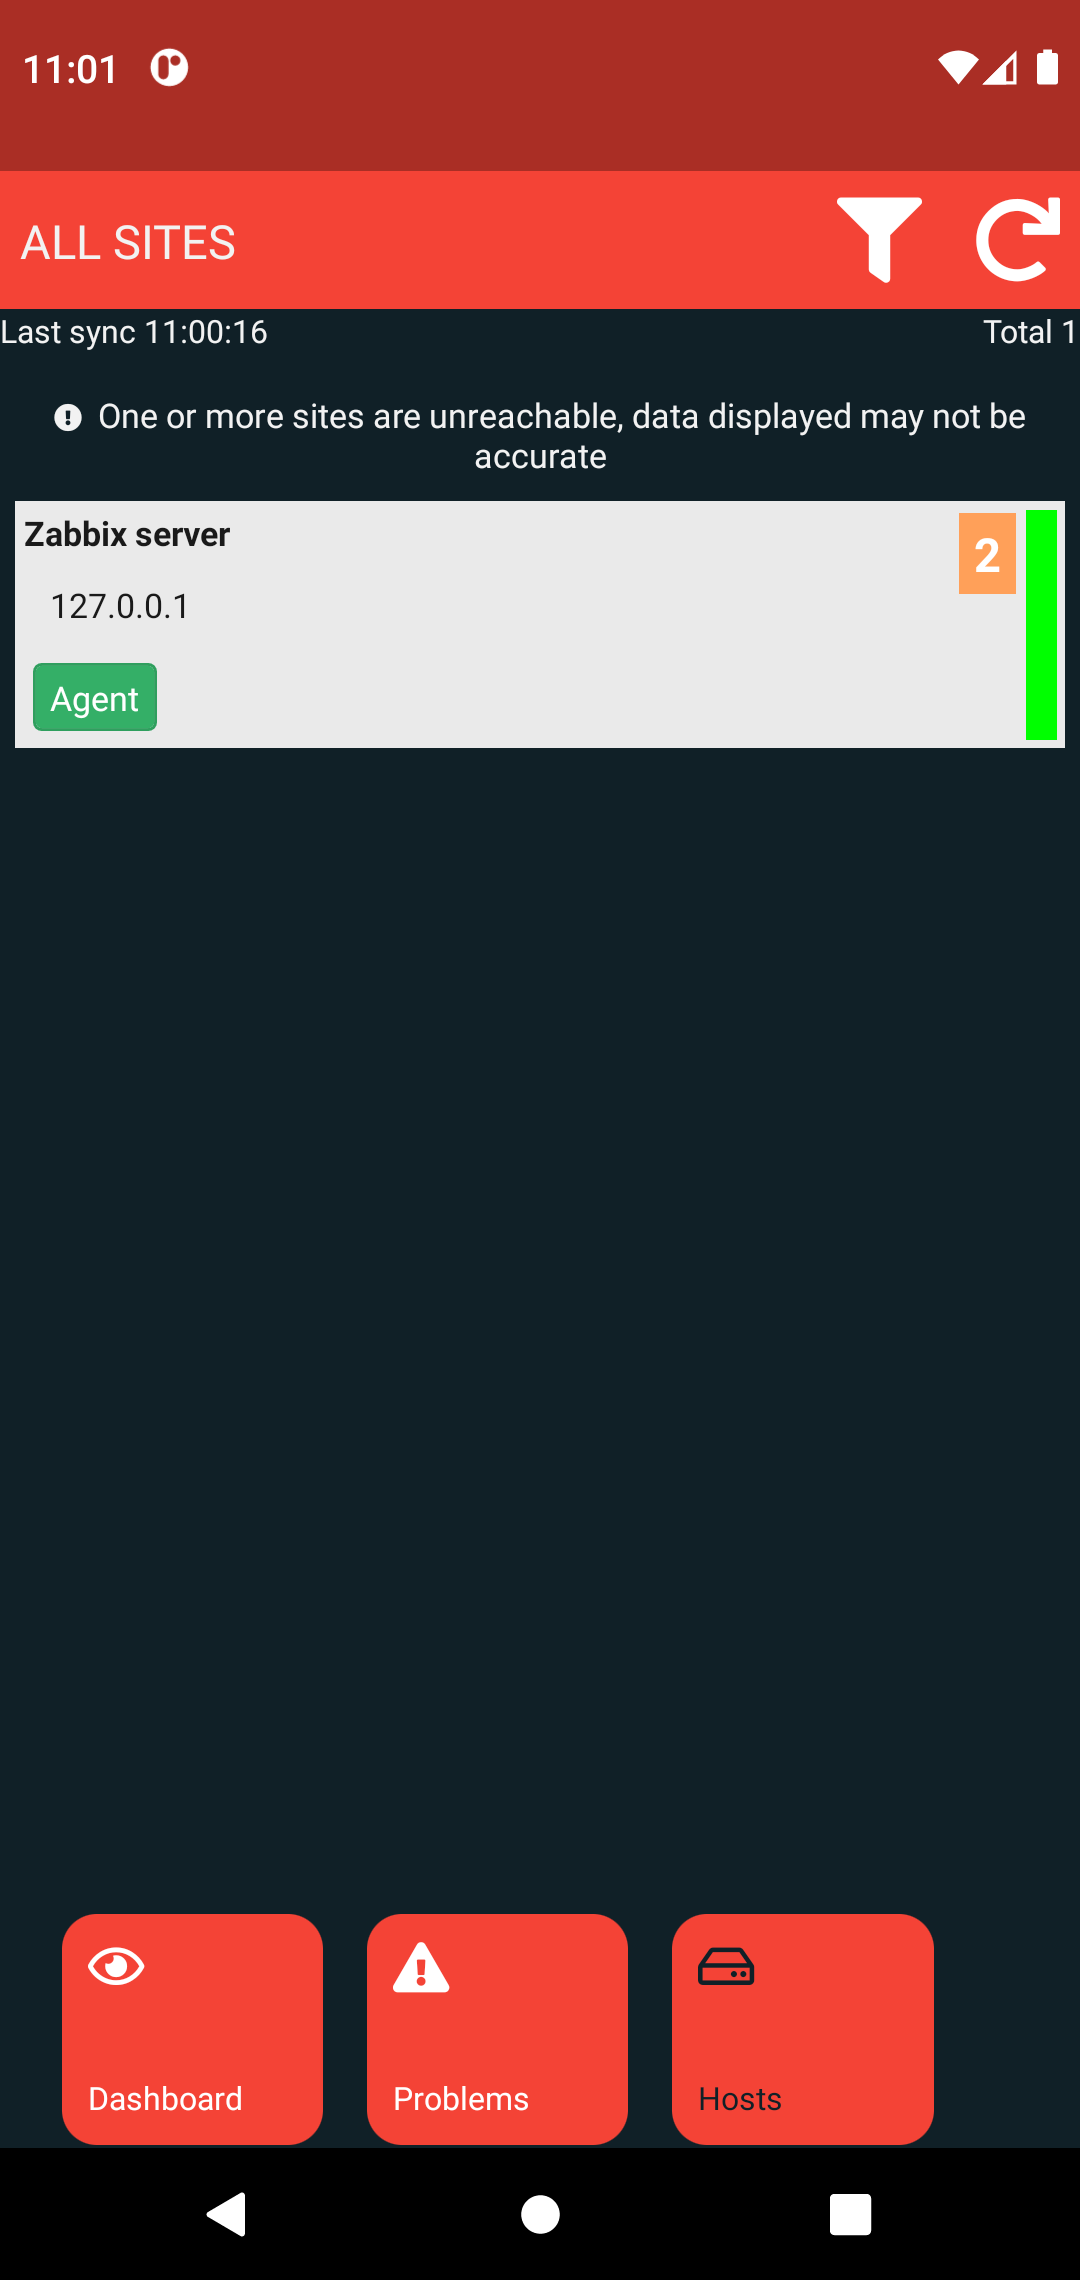 11:01
ALL SITES
Last sync 11:00:16
Total 1
One or more sites are unreachable, data displayed may not be
accurate
Zabbix server
2
127.0.0.1
Agent
Dashboard
Problems
Hosts